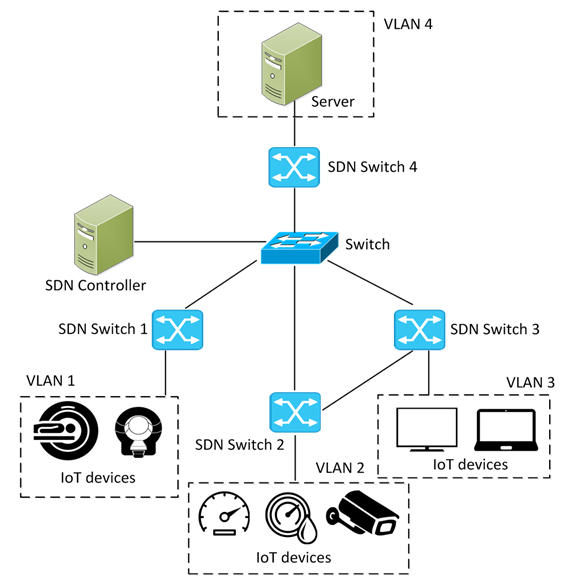 VLAN 4
Server
SDN Switch 4
Switch
SDN Controller
SDN Switch 1
SDN Switch 3
VLAN 1
VLAN 3
SDN Switch 2
IoT devices
VLAN 2
IoT devices
IoT devices